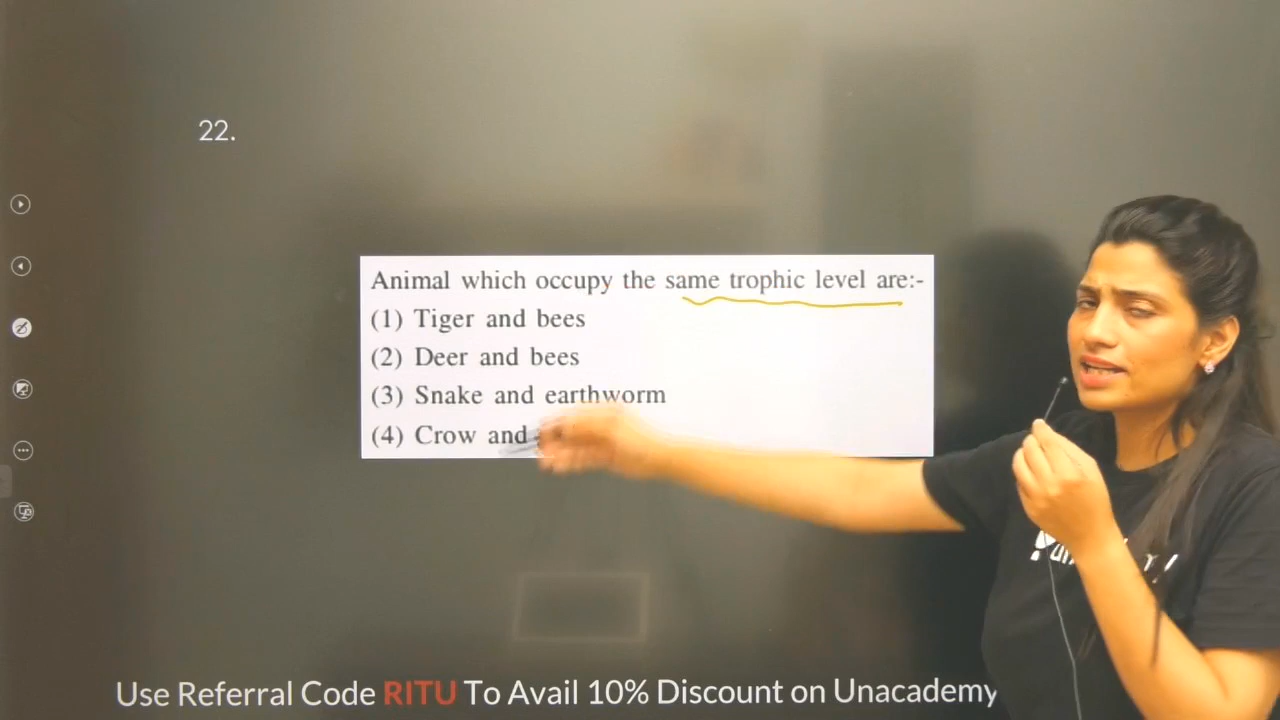 22.
Animal which occupy the same trophic level are:-
(1) Tiger and bees
(2) Deer and bees
(3) Snake and earthworm
(4) Crow and
Use Referral Code RITU To Avail 10% Discount on Unacademy